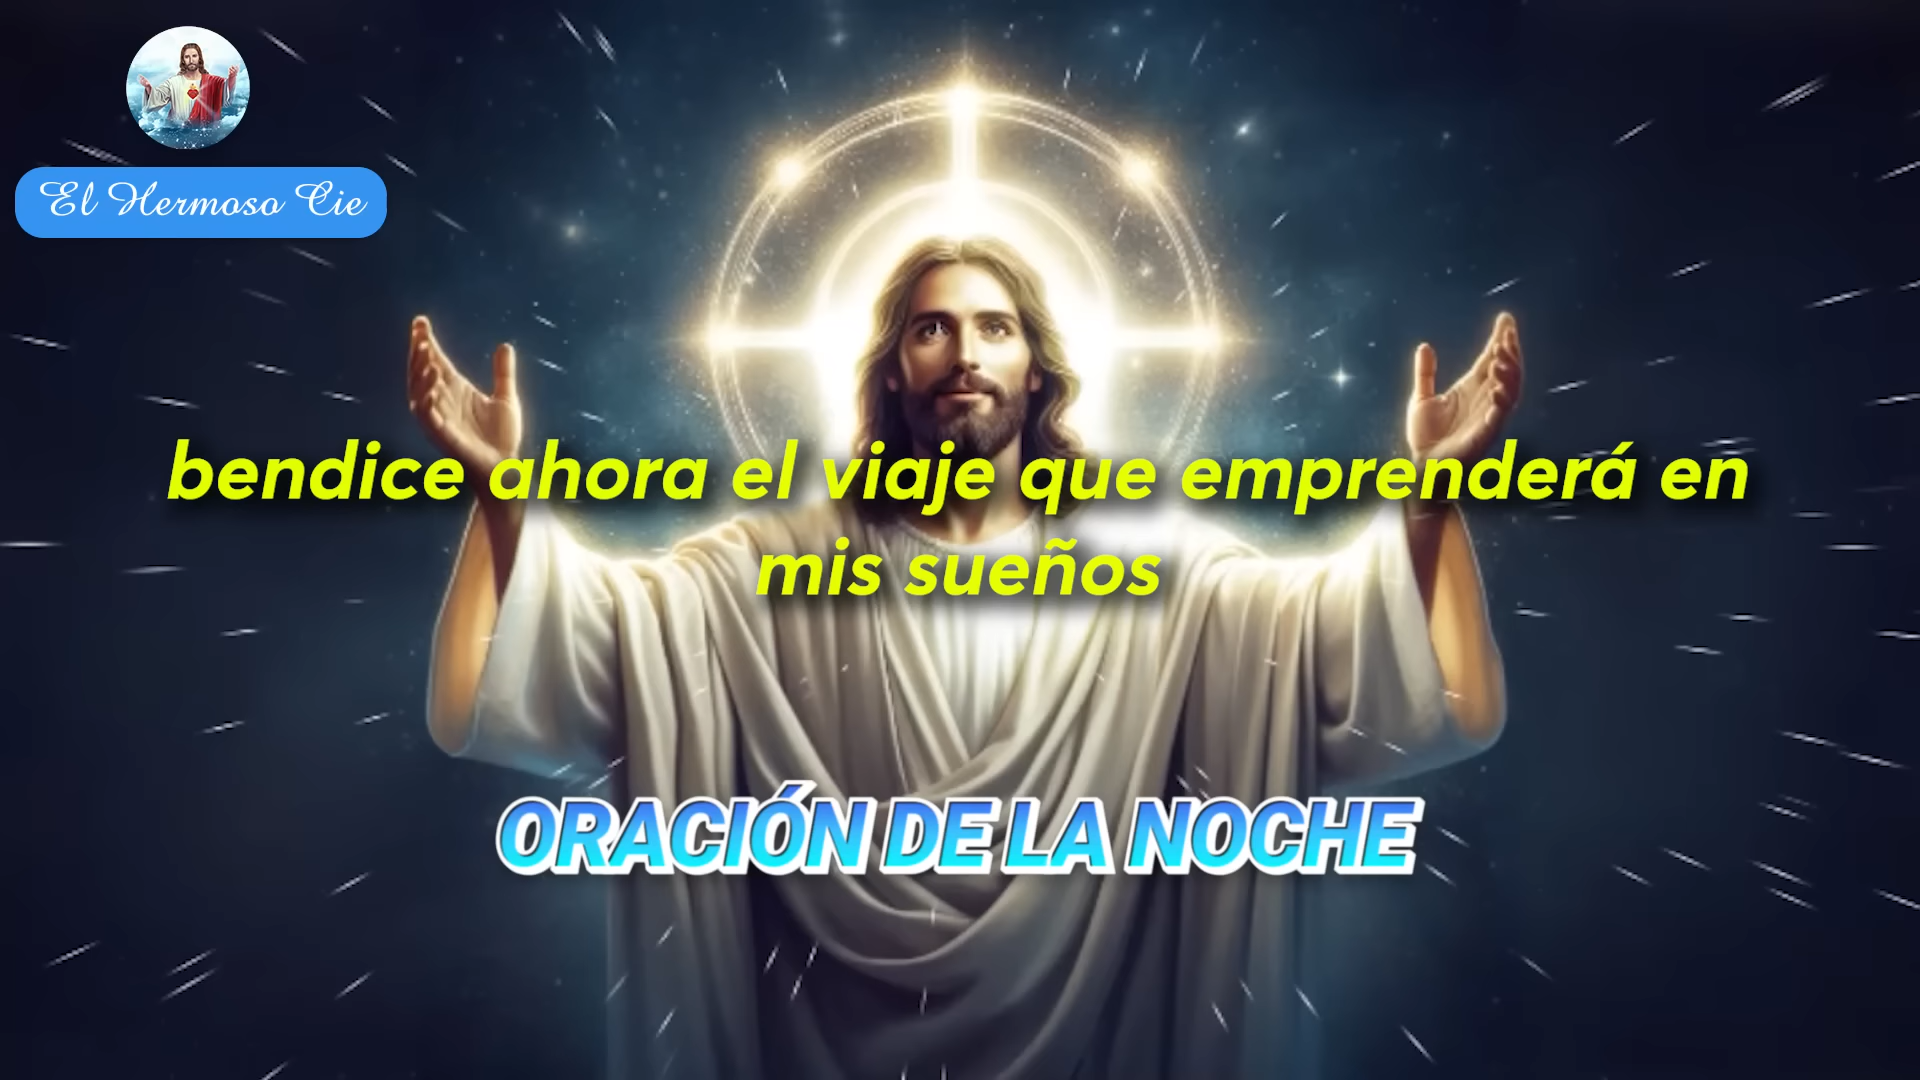 El Hermoso Cie
bendice ahora el viaje que emprenderá en
mis sueños
ORACIÓN DE LA NOCHE